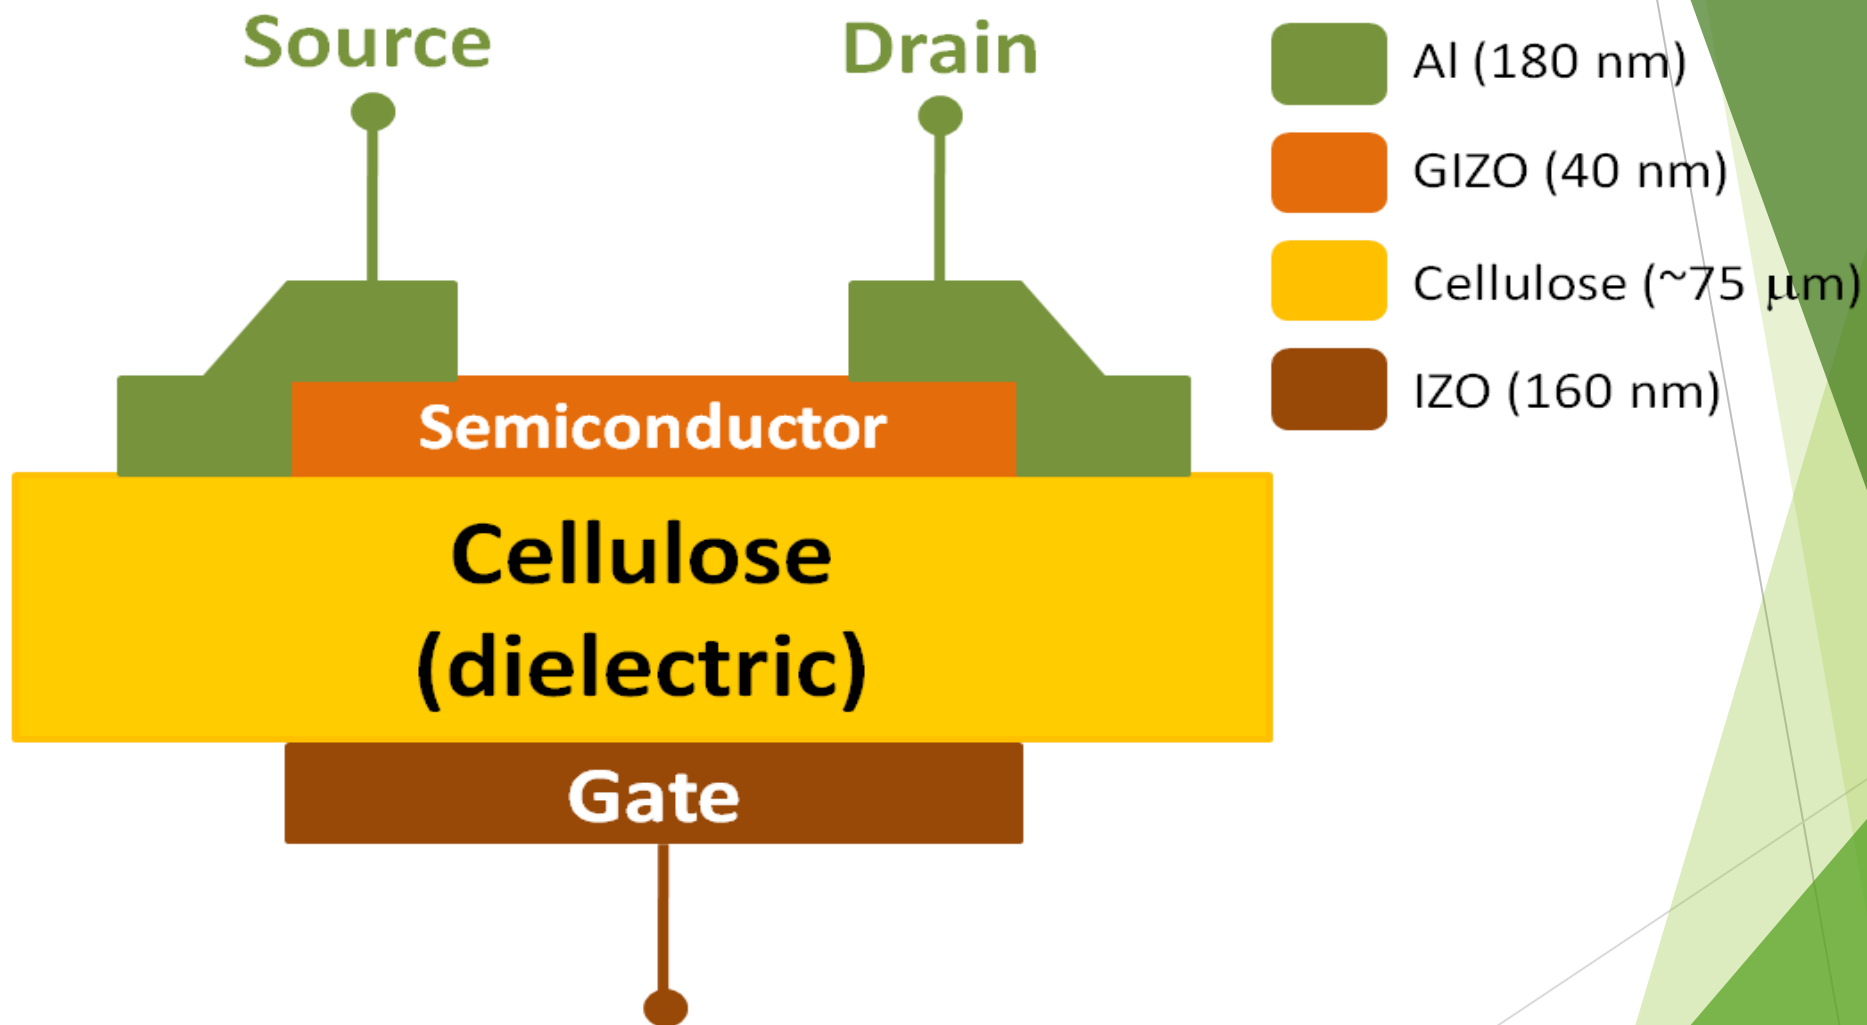 Source
Drain
Al (180 nm)
GIZO (40 nm)
Cellulose (~75 μm)
IZO (160 nm)
Semiconductor
Cellulose
(dielectric)
Gate